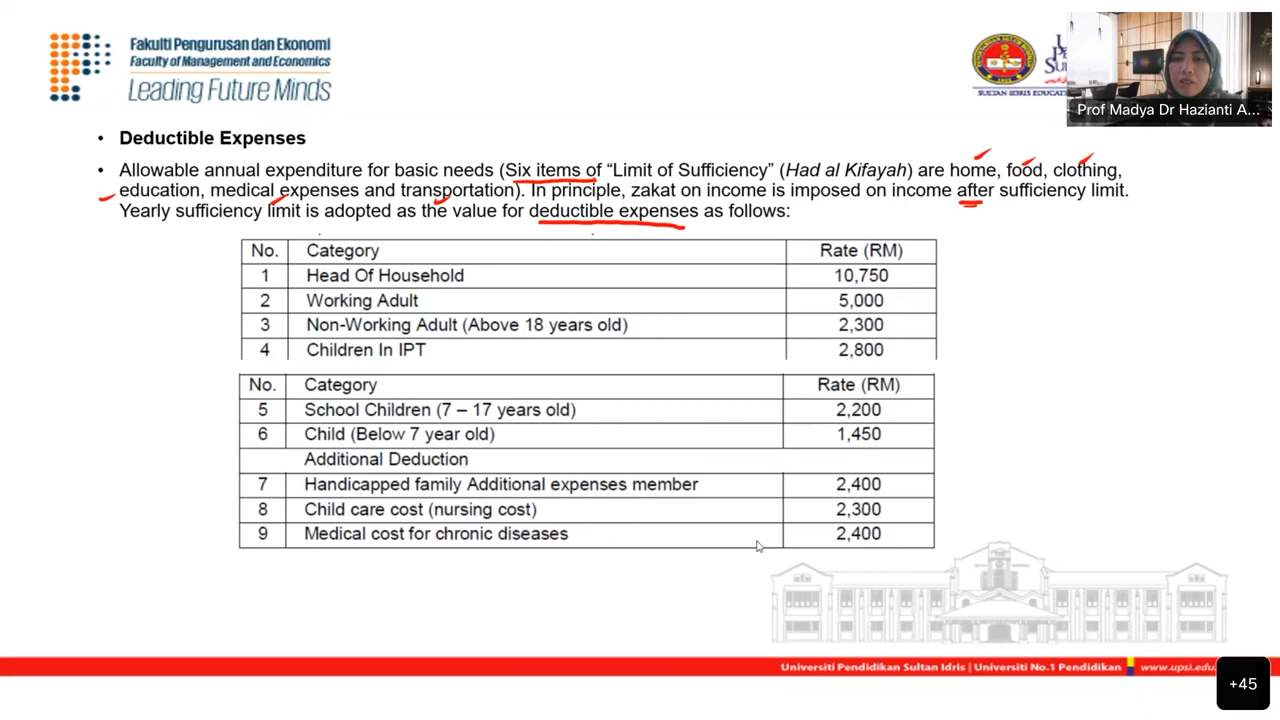 Fakulti Pengurusan dan Ekonomi
Faculty of Management and Economics
Leading Future Minds
SULTAN IDRIS EDUCA
Prof Madya Dr Hazianti A...
• Deductible Expenses
• Allowable annual expenditure for basic needs (Six items of “Limit of Sufficiency” (Had al Kifayah) are home, food, clothing,
education, medical expenses and transportation). In principle, zakat on income is imposed on income after sufficiency limit.
Yearly sufficiency limit is adopted as the value for deductible expenses as follows:
No. Category Rate (RM)
1 Head Of Household 10,750
2 Working Adult 5,000
3 Non-Working Adult (Above 18 years old) 2,300
4 Children In IPT 2,800
No. Category Rate (RM)
5 School Children (7 – 17 years old) 2,200
6 Child (Below 7 year old) 1,450
Additional Deduction
7 Handicapped family Additional expenses member 2,400
8 Child care cost (nursing cost) 2,300
9 Medical cost for chronic diseases 2,400
Universiti Pendidikan Sultan Idris | Universiti No.1 Pendidikan www.upsi.edu
+45